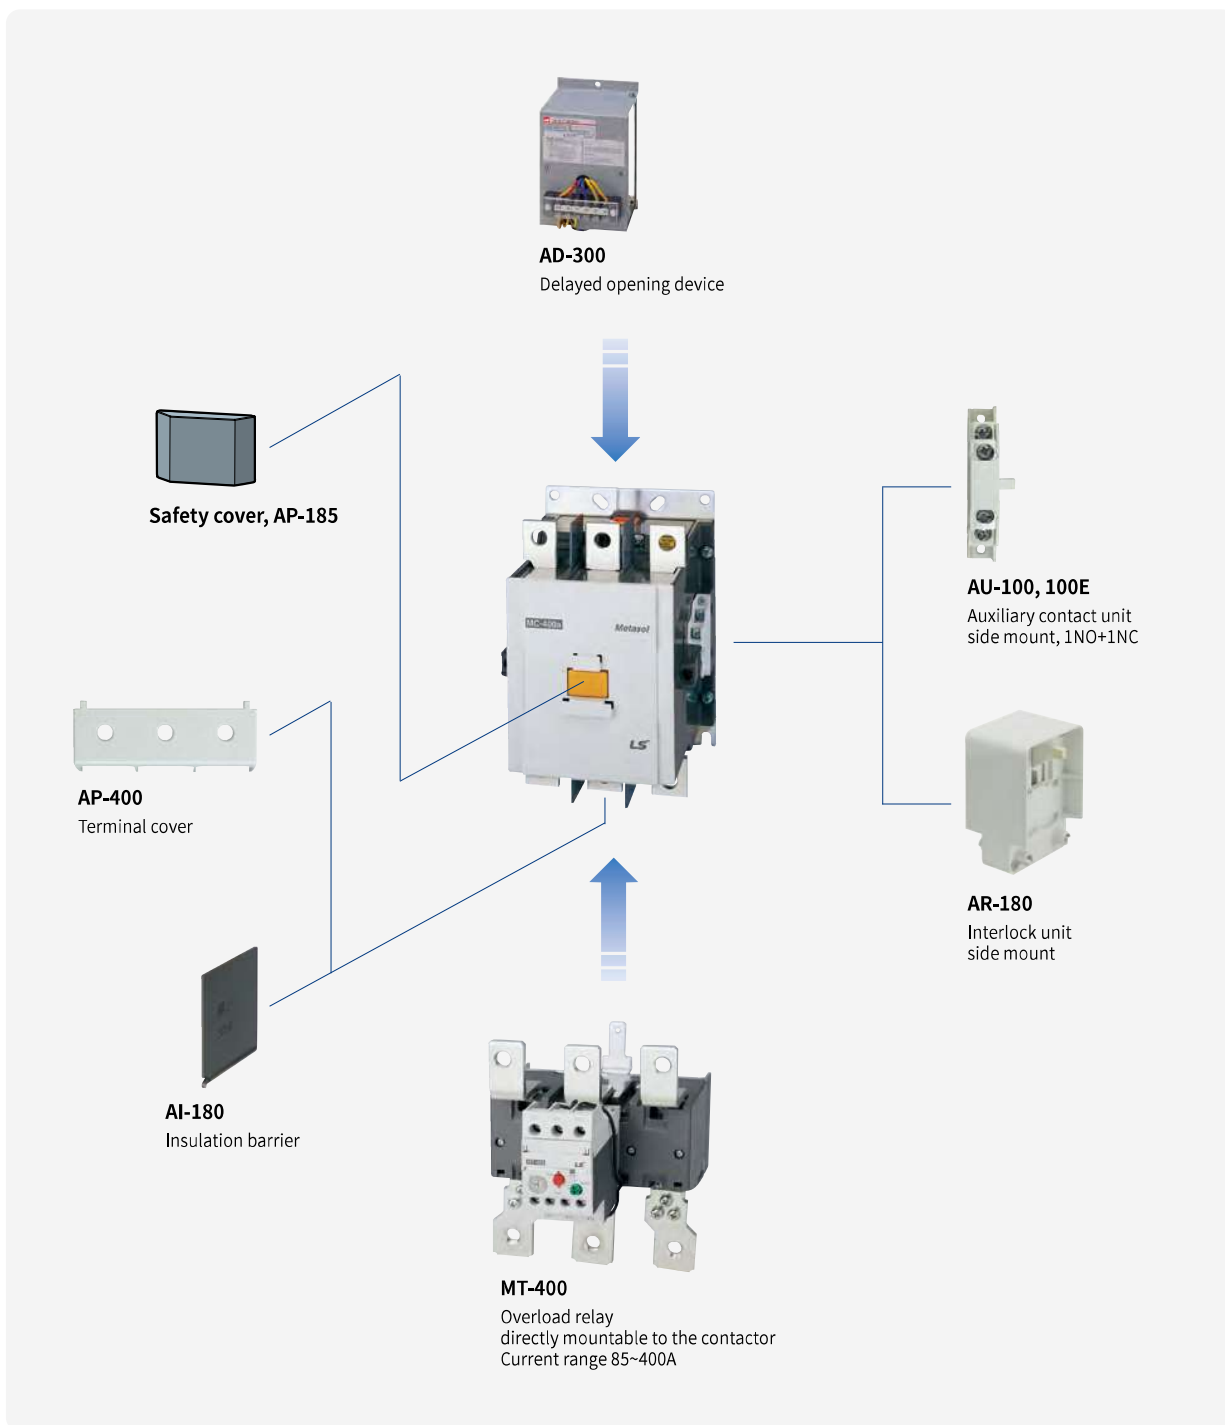 AD-300
Delayed opening device
Safety cover, AP-185
MC-400a
Metasol
LS
AU-100, 100E
Auxiliary contact unit
side mount, 1NO+1NC
AP-400
Terminal cover
AR-180
Interlock unit
side mount
AI-180
Insulation barrier
LS
MT-400
Overload relay
directly mountable to the contactor
Current range 85~400A